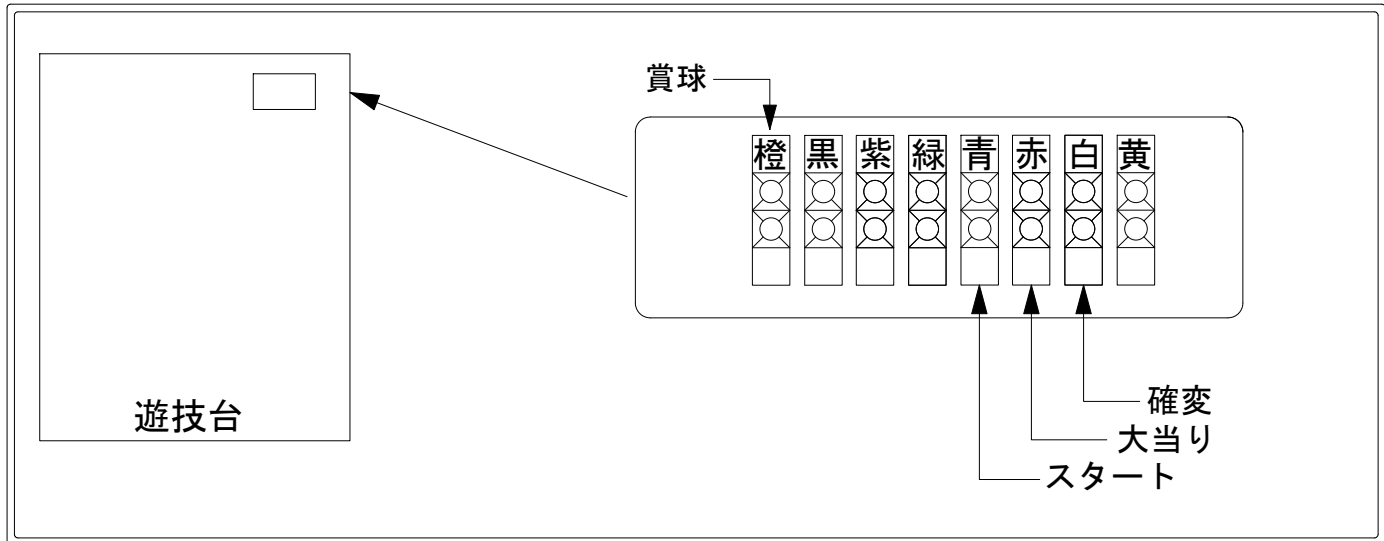 賞球
橙 黒 紫 緑 青 赤 白 黄
確変
遊技台
大当り
スタート